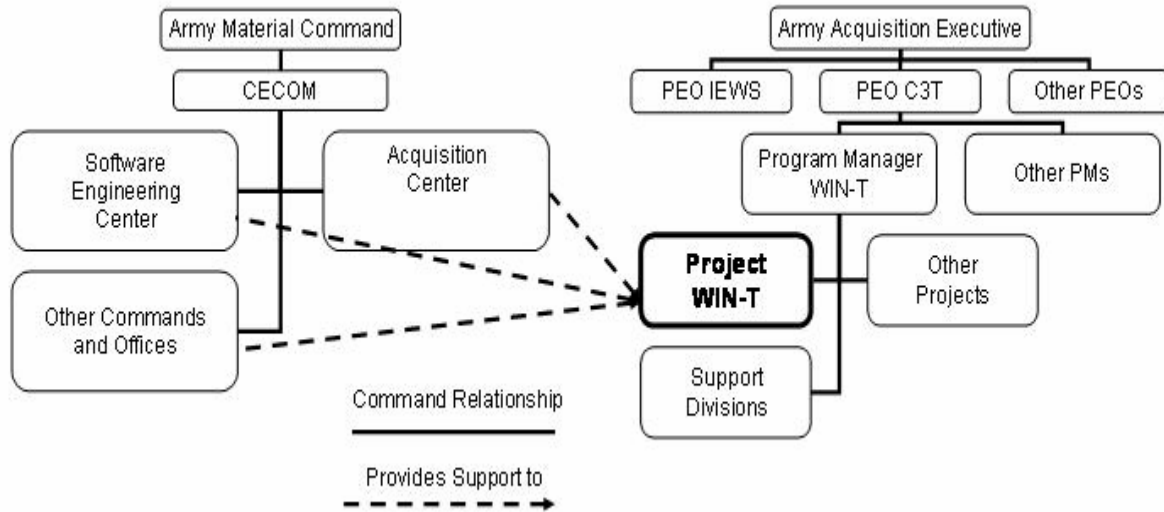 Army Material Command
CECOM
Software
Engineering
Center
Acquisition
Center
Other Commands
and Offices
Army Acquisition Executive
PEO IEWS
PEO C3T
Other PEOs
Program Manager
WIN-T
Other PMs
Project
WIN-T
Other
Projects
Support
Divisions
Command Relationship
Provides Support to